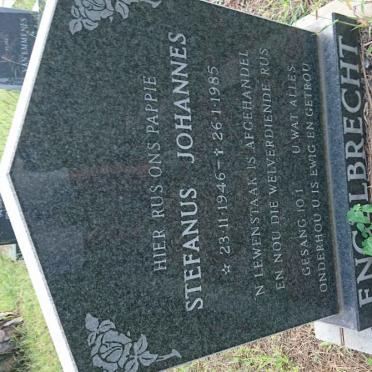 HIER RUS ONS PAPPIE
STEFANUS JOHANNES
☆ 23·11·1946 – ✝ 26·1·1985
N LEWENSTAAK IS AFGEHANDEL
EN NOU DIE WELVERDIENDE RUS
GESANG 10:1 U WAT ALLES
ONDERHOU U IS EWIG EN GETROU
ENGELBRECHT